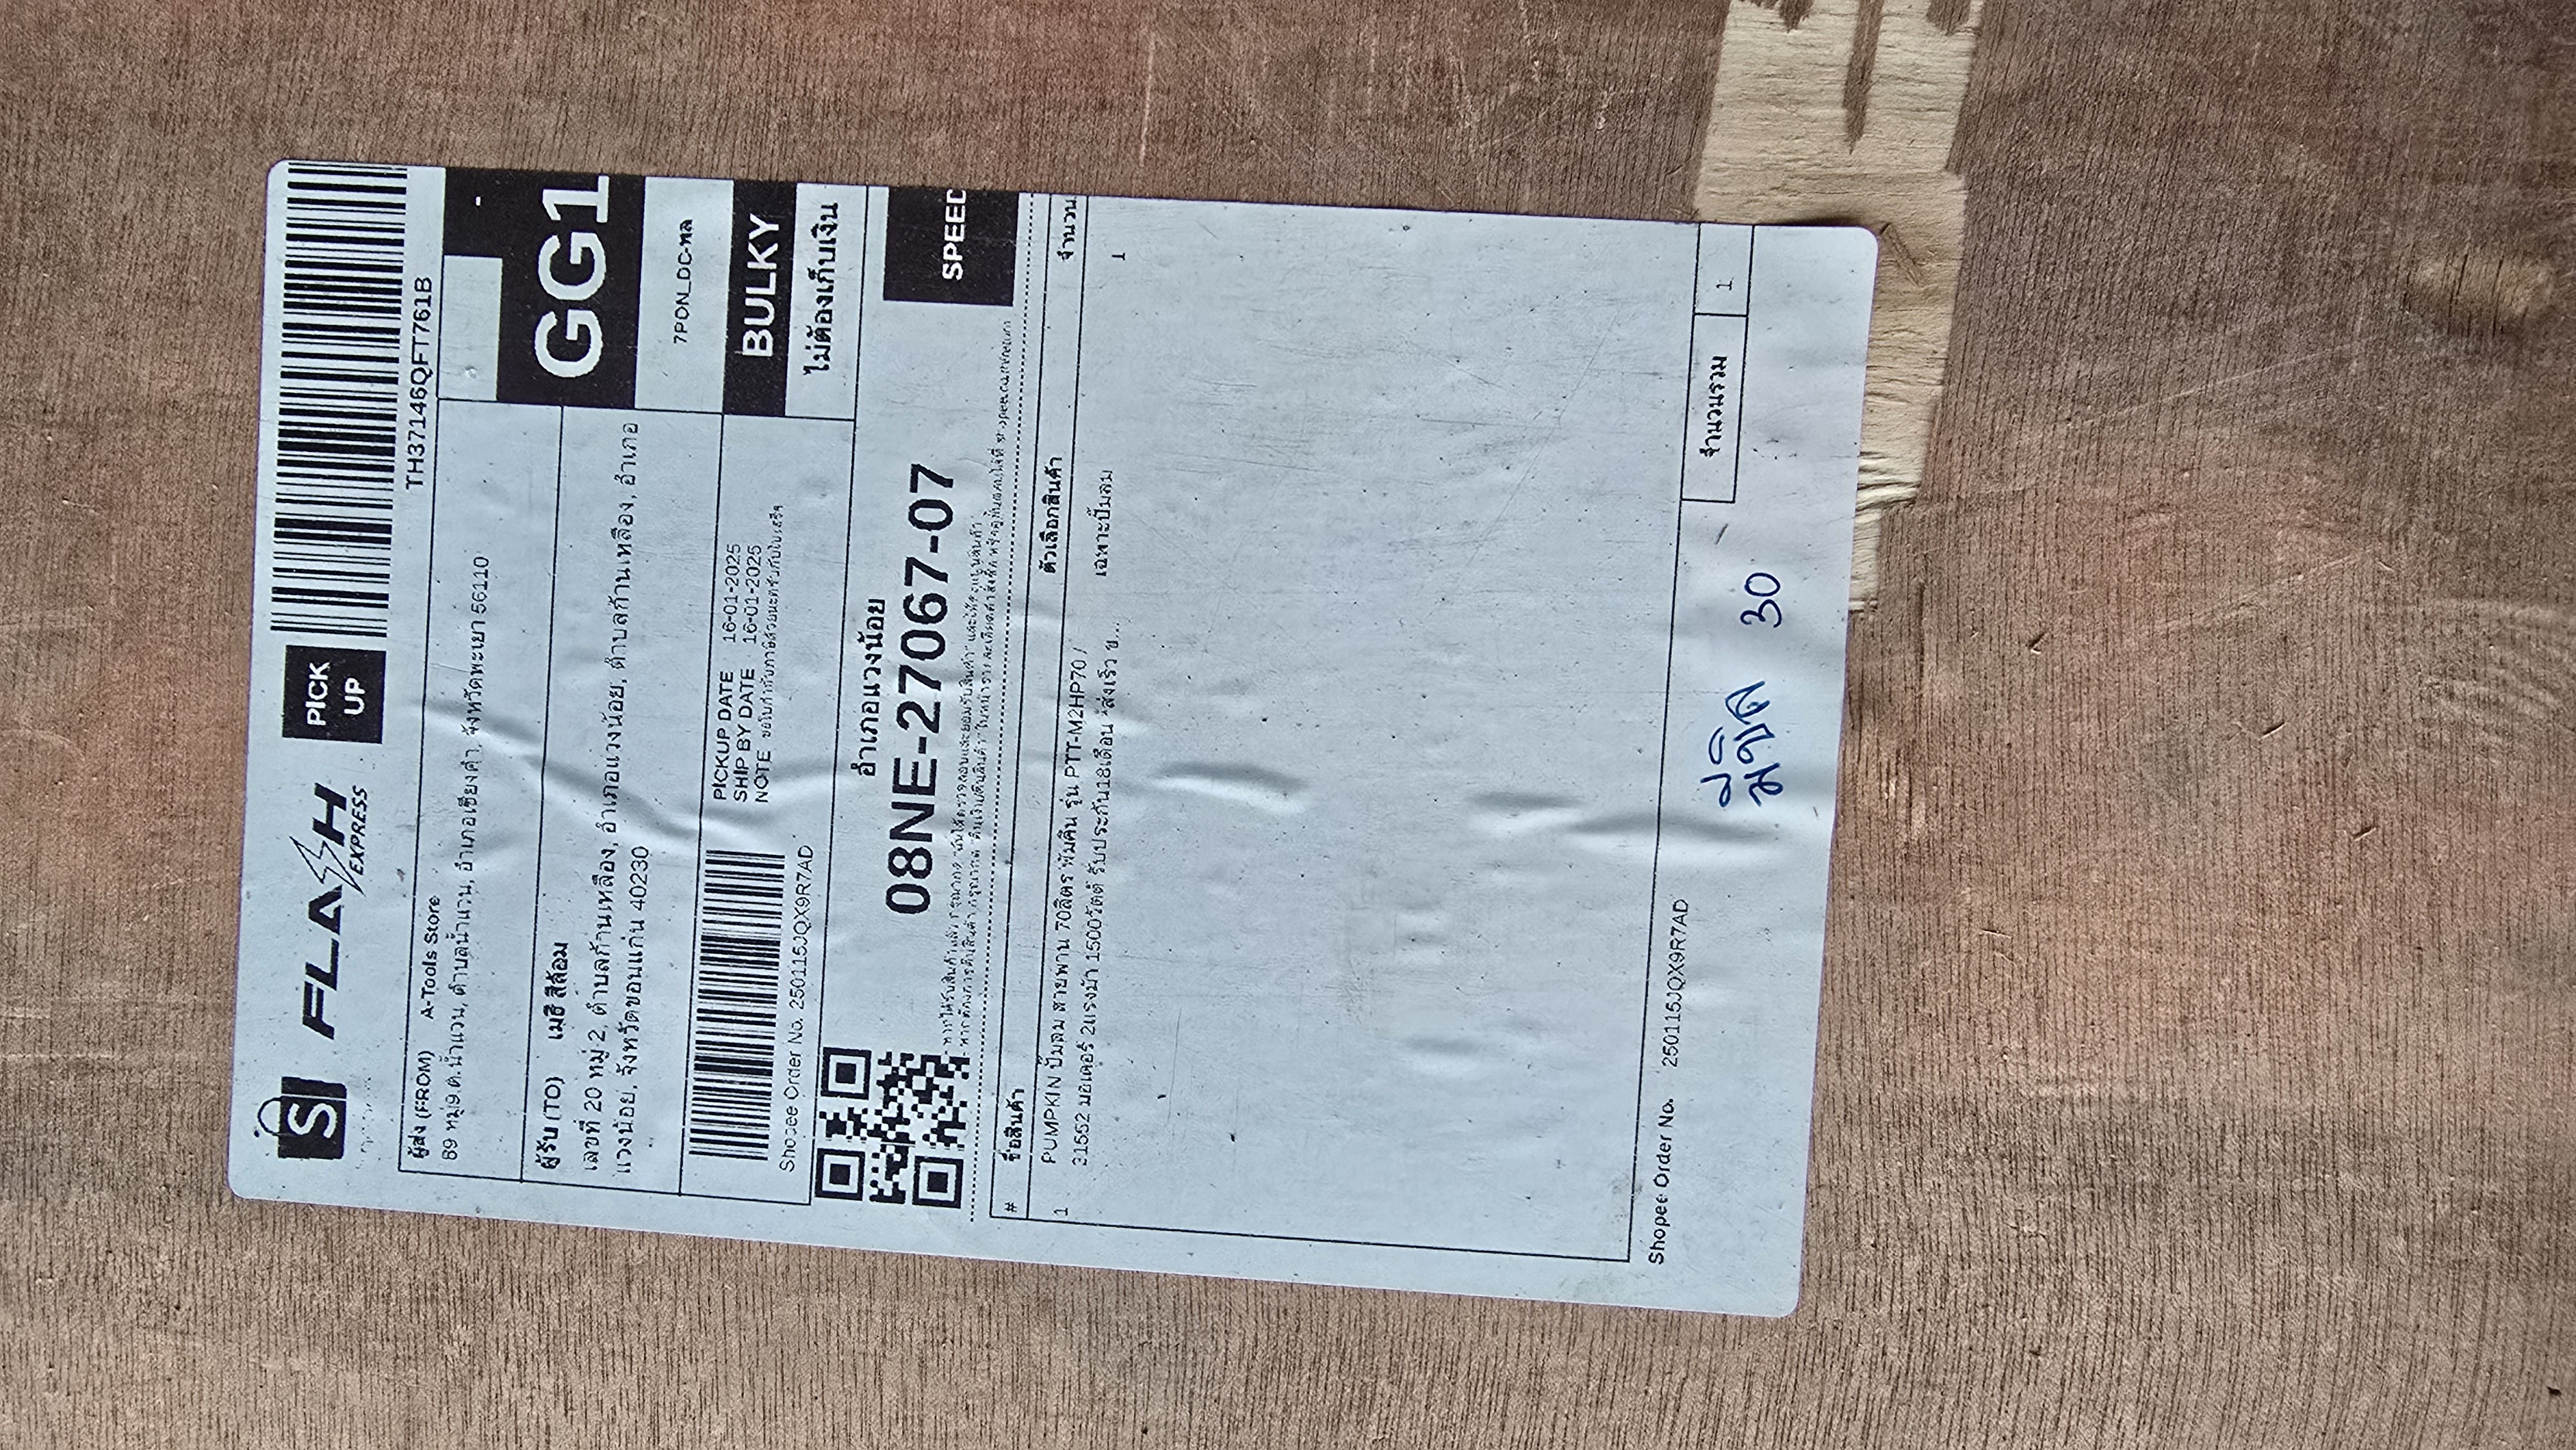 S FLASH EXPRESS
PICK UP
TH37146QFT761B
ผู้ส่ง (FROM) A-Tools Store
69 หมู่9 ต.น้ำแวน, ตำบลน้ำแวน, อำเภอเชียงคำ, จังหวัดพะเยา 56110
GG1
ผู้รับ (TO) เมธี สีล้อม
เลขที่ 20 หมู่ 2, ตำบลก้านเหลือง, อำเภอแวงน้อย, ตำบลก้านเหลือง, อำเภอ
แวงน้อย, จังหวัดขอนแก่น 40230
7PON_DC-พล
BULKY
ไม่ต้องเก็บเงิน
PICKUP DATE 16-01-2025
SHIP BY DATE 16-01-2025
NOTE
Shopee Order No. 250115JQX9R7AD
อำเภอแวงน้อย
08NE-27067-07
SPEED
# ชื่อสินค้า ตัวเลือกสินค้า จำนวน
1 PUMPKIN ปั๊มลม สายพาน 70ลิตร พัมคิน รุ่น PTT-M2HP70 / เฉพาะปั๊มลม 1
31552 มอเตอร์ 2แรงม้า 1500วัตต์ รับประกัน18เดือน *ส่งเร็ว ข...
จำนวนรวม 1
Shopee Order No. 250115JQX9R7AD
30